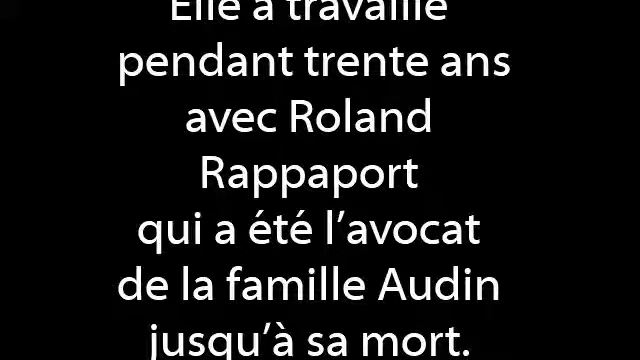 Elle a travaillé
pendant trente ans
avec Roland
Rappaport
qui a été l’avocat
de la famille Audin
jusqu’à sa mort.